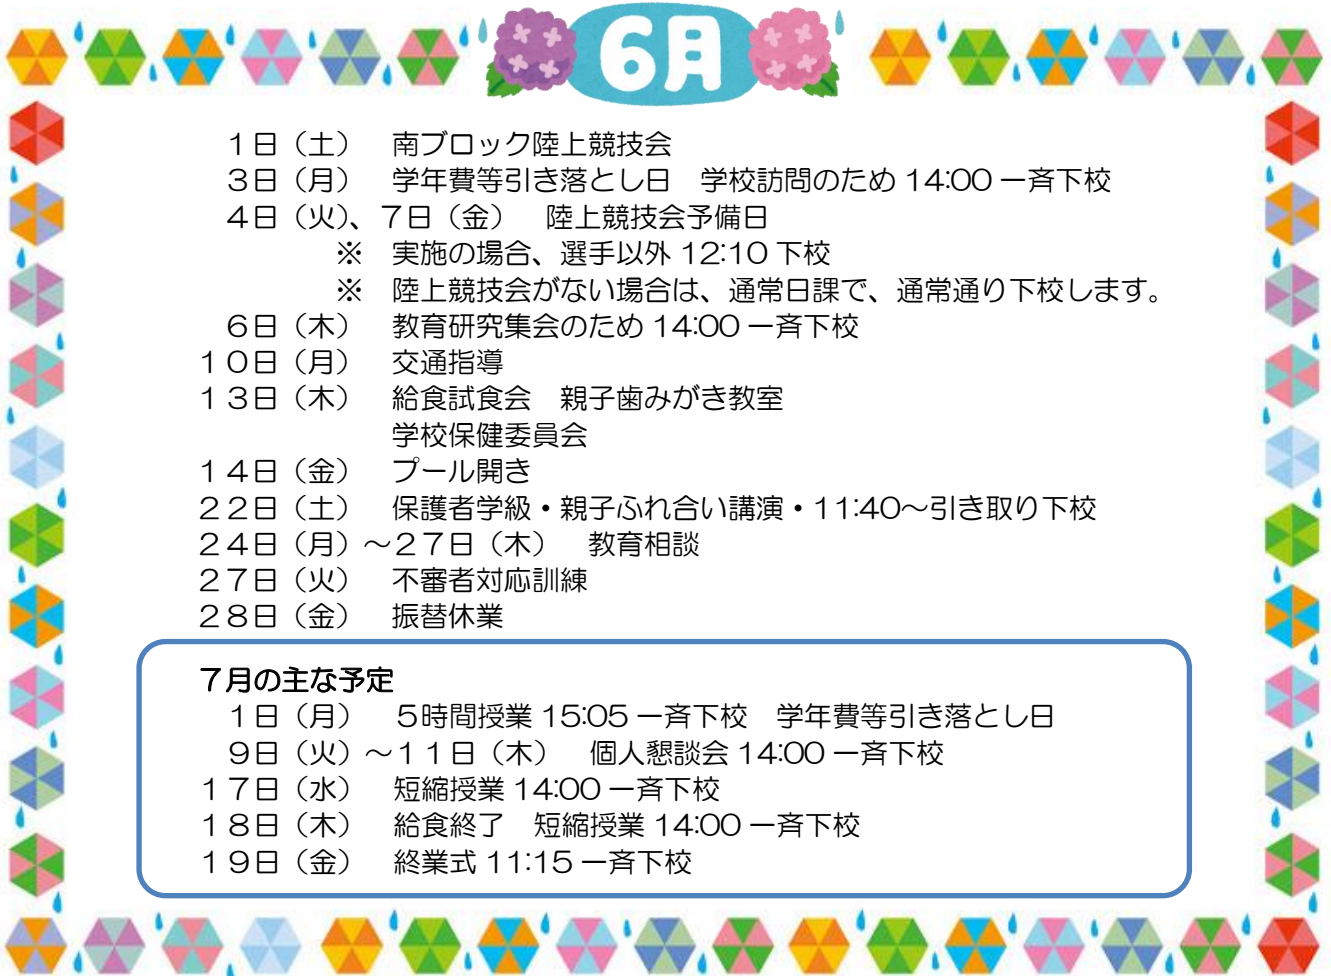 6月
１日（土）　南ブロック陸上競技会
３日（月）　学年費等引き落とし日　学校訪問のため 14:00 一斉下校
４日（火）、７日（金）　陸上競技会予備日
※　実施の場合、選手以外 12:10 下校
※　陸上競技会がない場合は、通常日課で、通常通り下校します。
６日（木）　教育研究集会のため 14:00 一斉下校
１０日（月）　交通指導
１３日（木）　給食試食会　親子歯みがき教室
学校保健委員会
１４日（金）　プール開き
２２日（土）　保護者学級・親子ふれ合い講演・11:40～引き取り下校
２４日（月）～２７日（木）　教育相談
２７日（火）　不審者対応訓練
２８日（金）　振替休業
７月の主な予定
１日（月）　５時間授業 15:05 一斉下校　学年費等引き落とし日
９日（火）～１１日（木）　個人懇談会 14:00 一斉下校
１７日（水）　短縮授業 14:00 一斉下校
１８日（木）　給食終了　短縮授業 14:00 一斉下校
１９日（金）　終業式 11:15 一斉下校